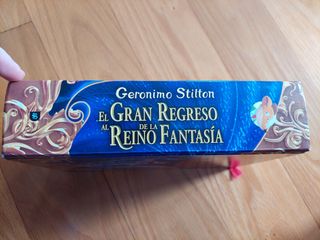 Geronimo Stilton
EL GRAN REGRESO
AL REINO DE LA FANTASÍA